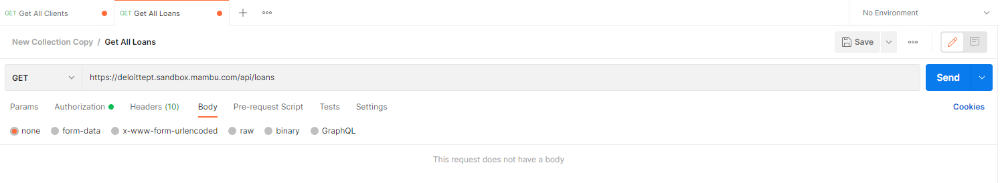 GET Get All Clients GET Get All Loans + ooo No Environment
New Collection Copy / Get All Loans Save ooo
GET https://deloittept.sandbox.mambu.com/api/loans Send
Params Authorization Headers (10) Body Pre-request Script Tests Settings Cookies
none form-data x-www-form-urlencoded raw binary GraphQL
This request does not have a body